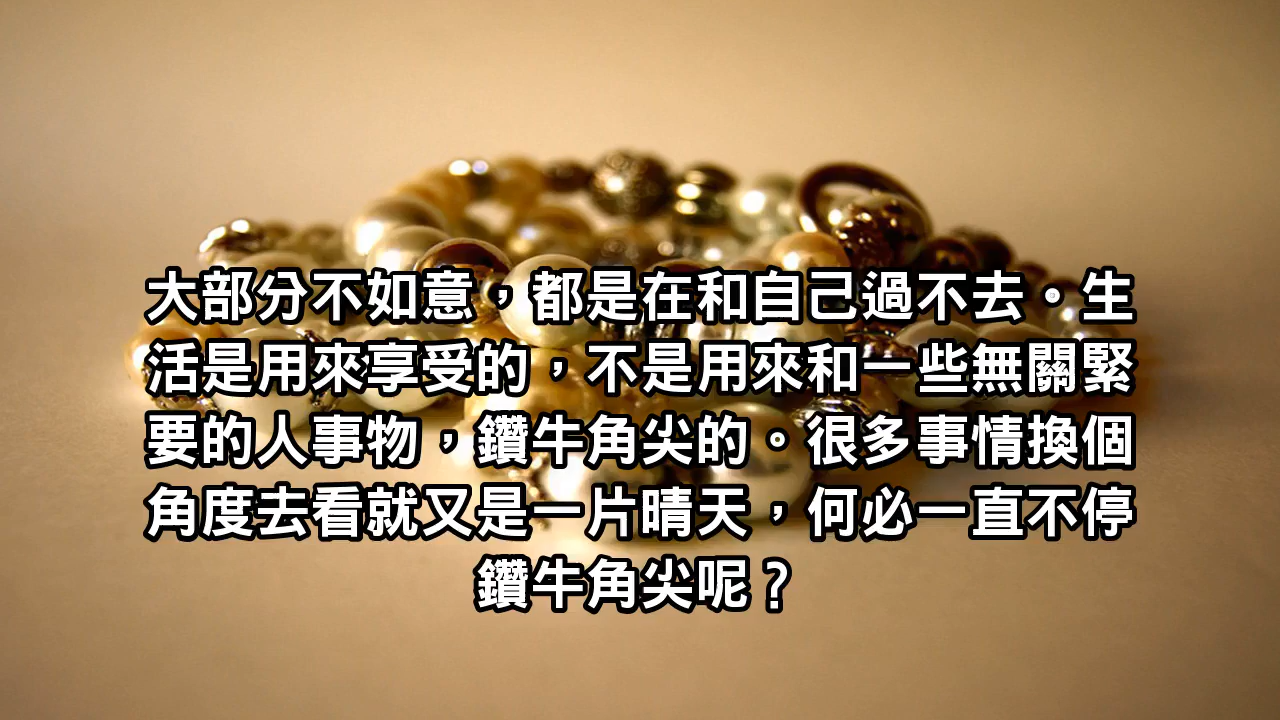 大部分不如意，都是在和自己過不去。生
活是用來享受的，不是用來和一些無關緊
要的人事物，鑽牛角尖的。很多事情換個
角度去看就又是一片晴天，何必一直不停
鑽牛角尖呢？